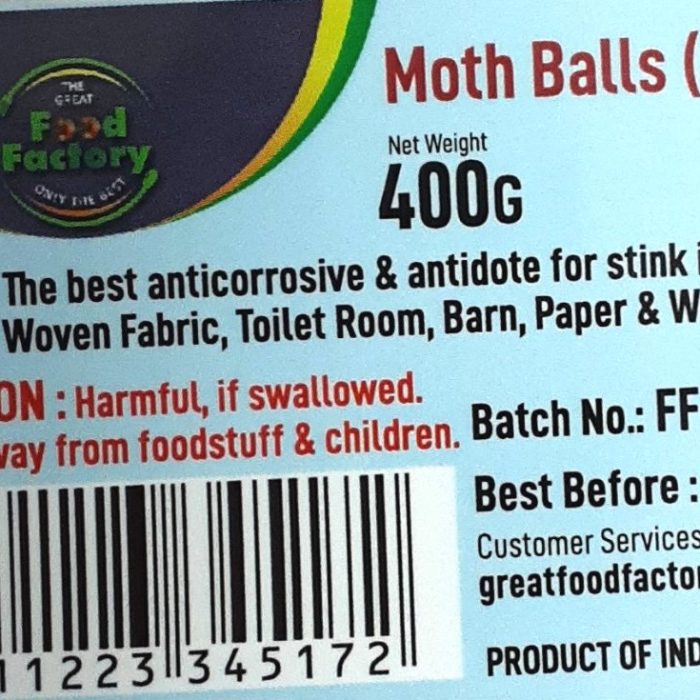 THE
GREAT
Food
Factory
ONLY THE BEST
Moth Balls (
Net Weight
400G
The best anticorrosive & antidote for stink
Woven Fabric, Toilet Room, Barn, Paper & W
ON : Harmful, if swallowed.
way from foodstuff & children.
Batch No.: FF
Best Before :
Customer Services
greatfoodfactor
PRODUCT OF IND
11223 345172